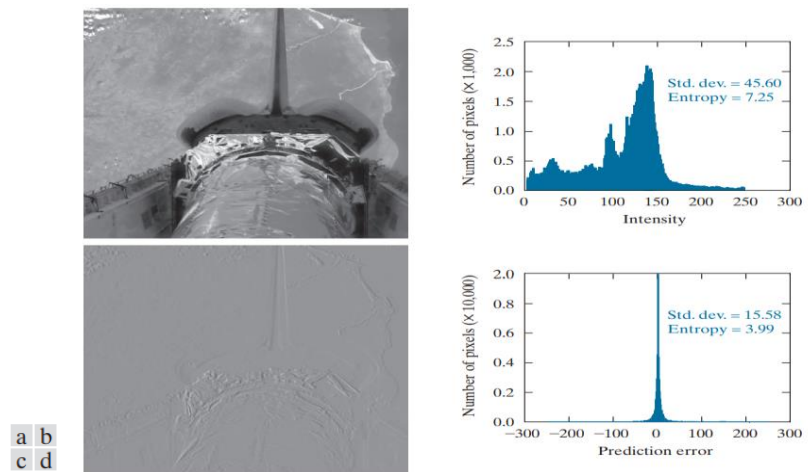 2.5
2.0
1.5
1.0
0.5
0.0
Number of pixels (×1,000)
Std. dev. = 45.60
Entropy = 7.25
0 50 100 150 200 250 300
Intensity
2.0
0.8
0.6
0.4
0.2
0.0
Number of pixels (×10,000)
Std. dev. = 15.58
Entropy = 3.99
−300 −200 −100 0 100 200 300
Prediction error
a b
c d